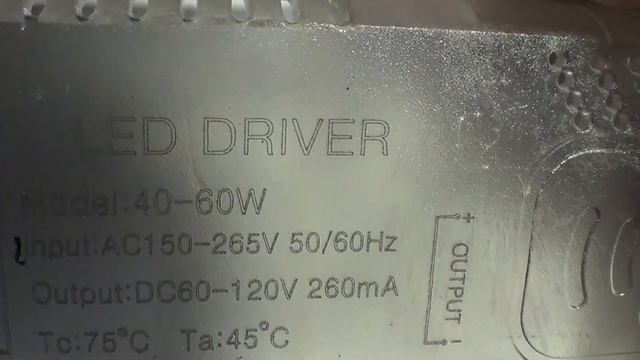 LED DRIVER
Model:40-60W
Input:AC150-265V 50/60Hz
Output:DC60-120V 260mA
Tc:75°C Ta:45°C
+ OUTPUT -